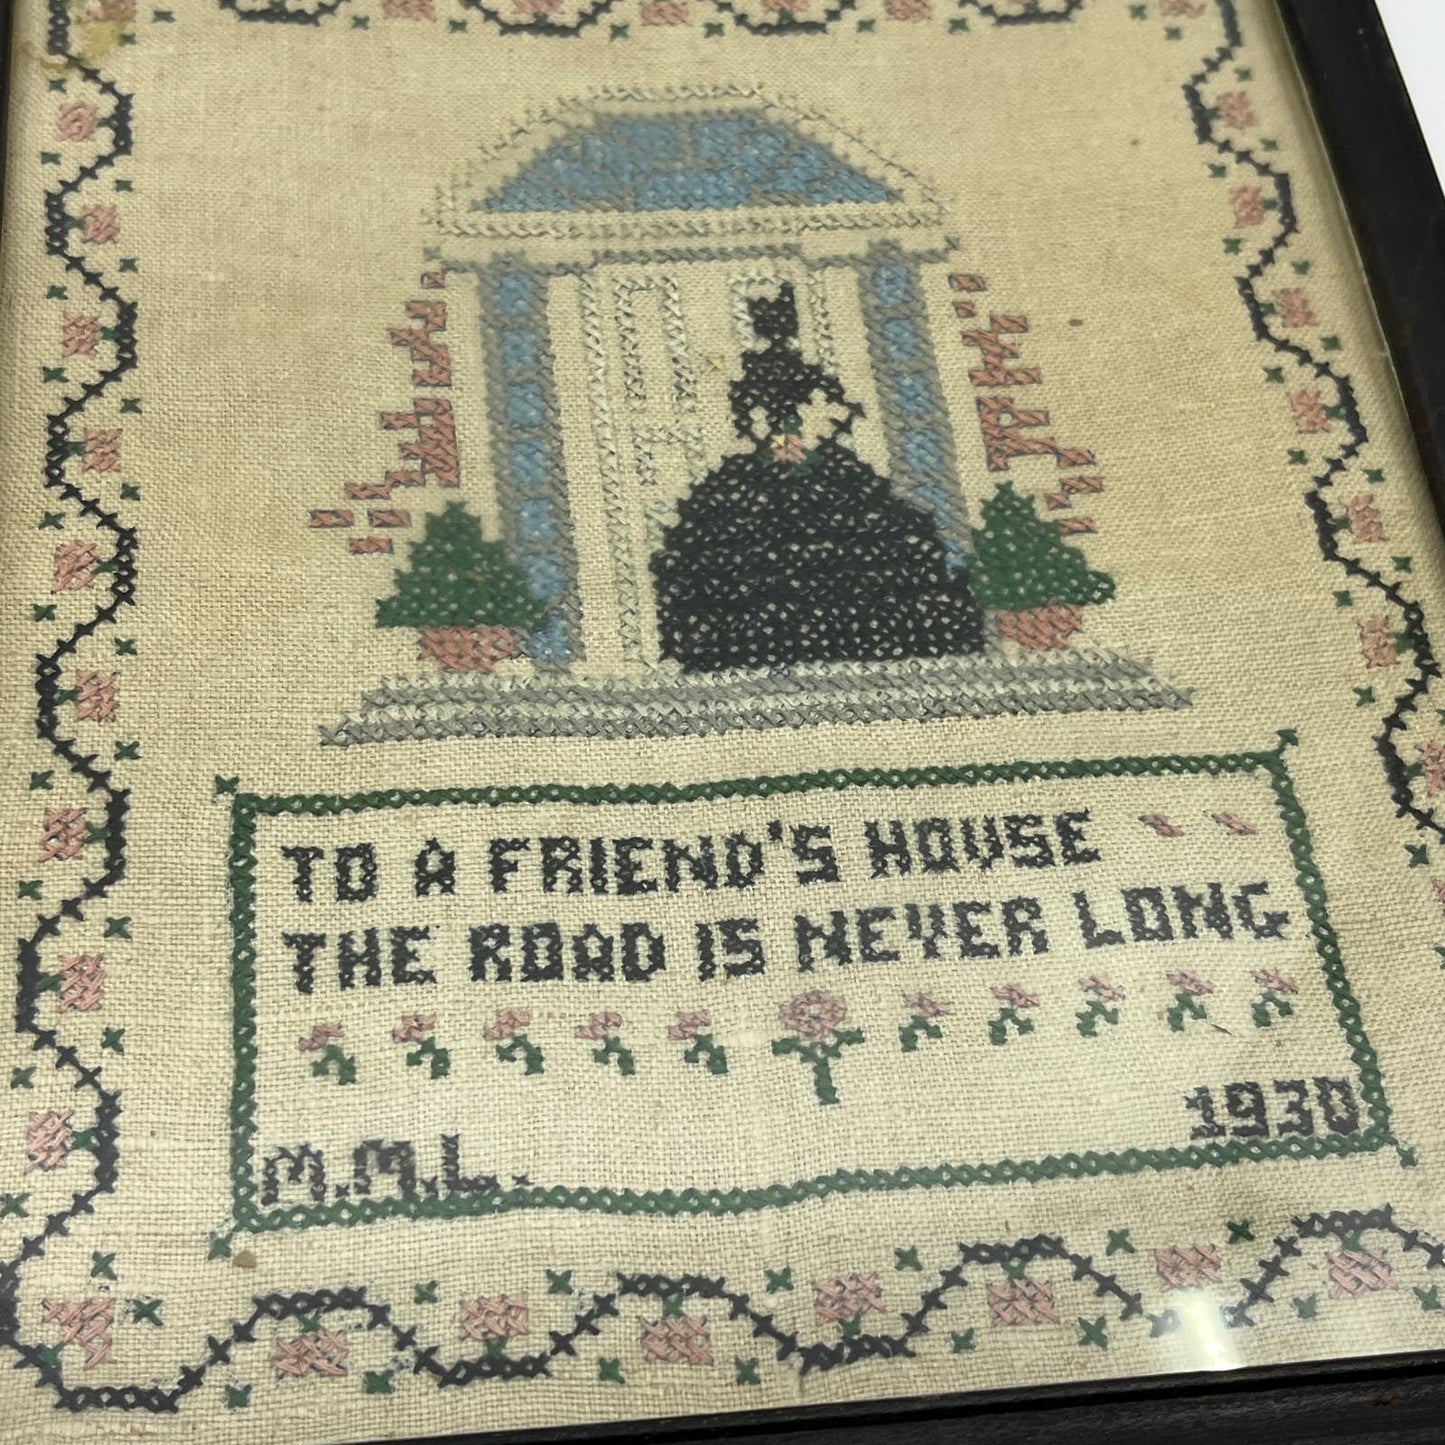 TO A FRIEND'S HOUSE
THE ROAD IS NEVER LONG
1930
M.M.L.